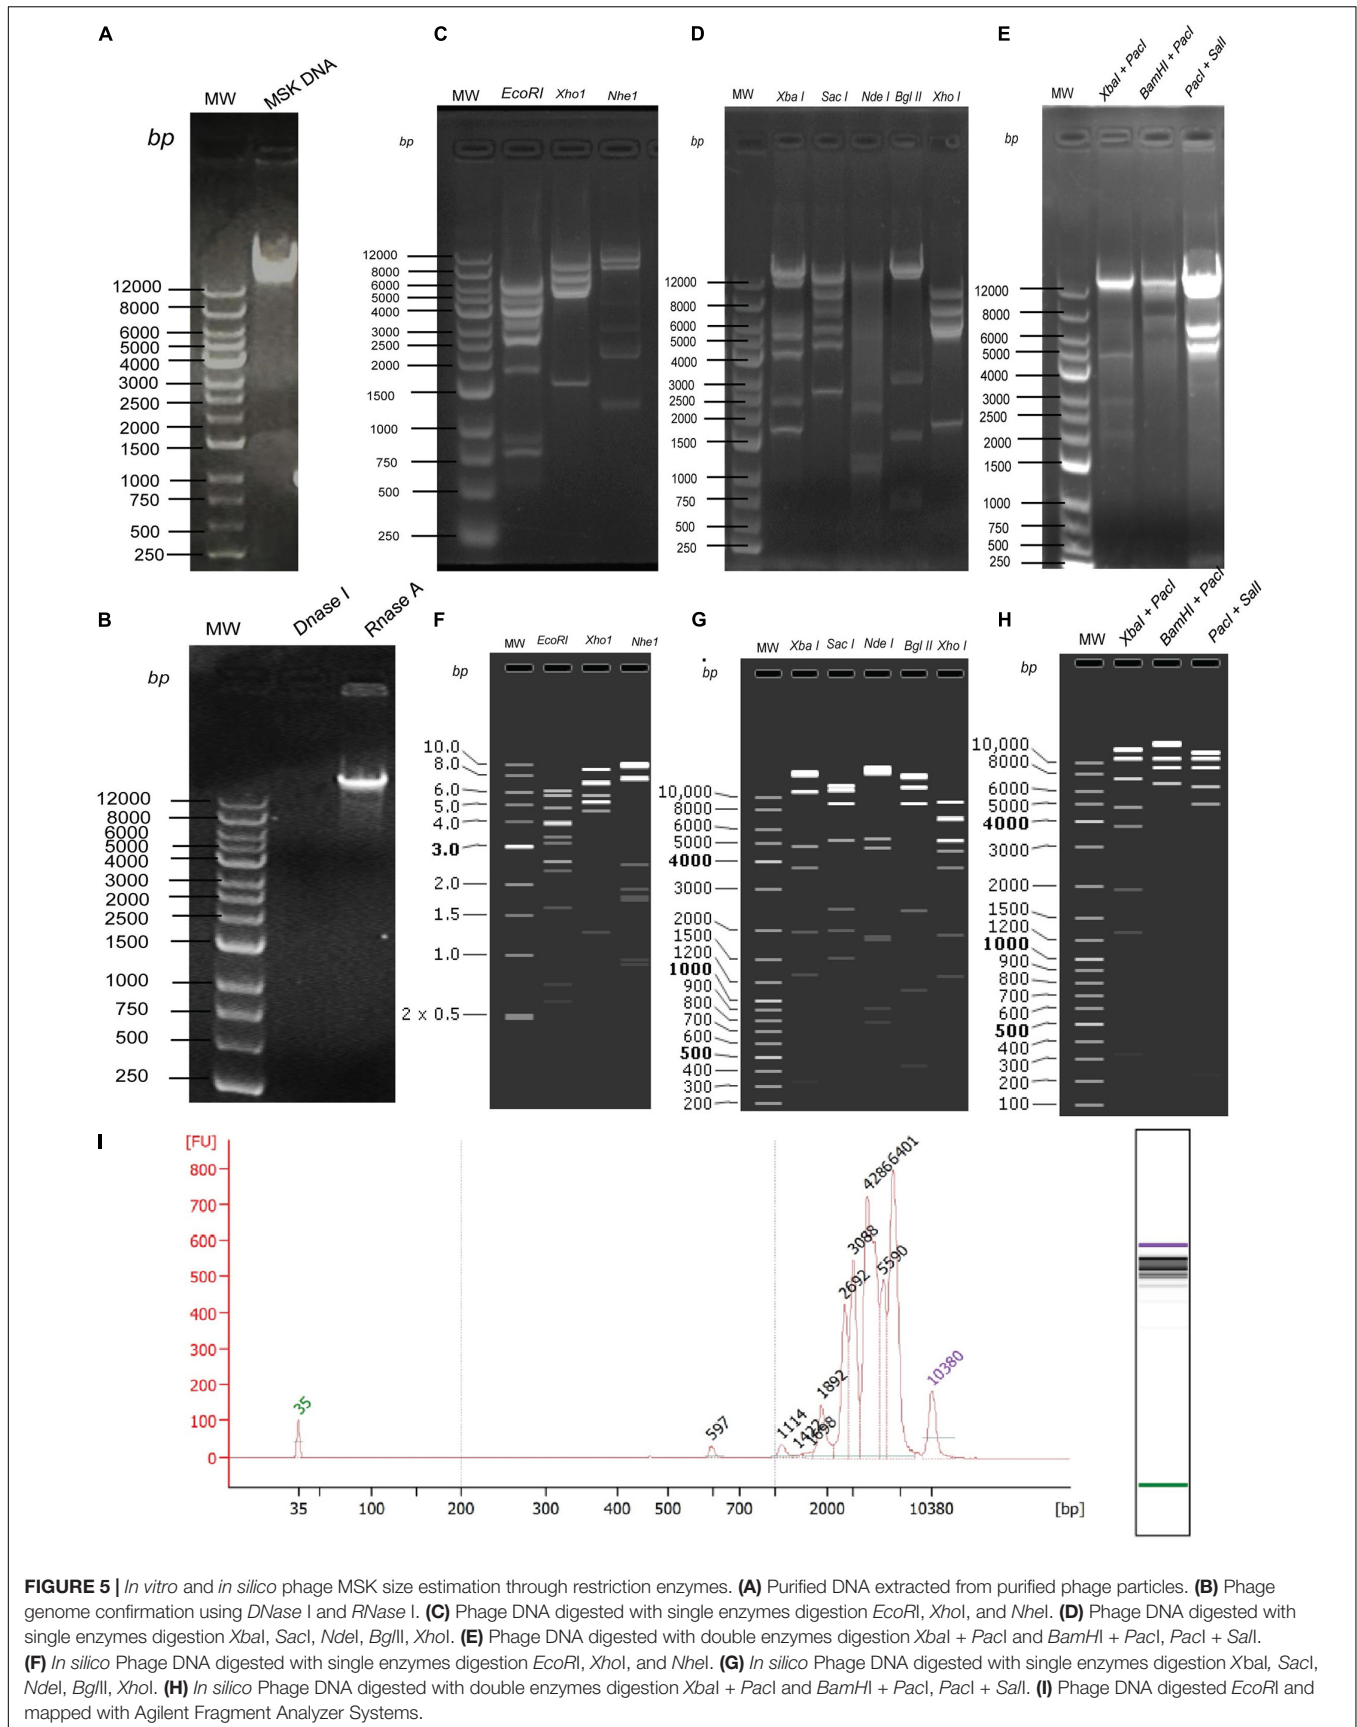 A
MW
MSK DNA
bp
12000
8000
6000
5000
4000
3000
2500
2000
1500
1000
750
500
250
C
MW
EcoRI
Xho1
Nhe1
bp
12000
8000
6000
5000
4000
3000
2500
2000
1500
1000
750
500
250
D
MW
Xba I
Sac I
Nde I
Bgl II
Xho I
bp
12000
8000
6000
5000
4000
3000
2500
2000
1500
1000
750
500
250
E
MW
XbaI + PacI
BamHI + PacI
PacI + SalI
bp
12000
8000
6000
5000
4000
3000
2500
2000
1500
1000
750
500
250
B
MW
Dnase I
Rnase A
bp
12000
8000
6000
5000
4000
3000
2000
2500
1500
1000
750
500
250
F
MW
EcoRI
Xho1
Nhe1
bp
10.0
8.0
6.0
5.0
4.0
3.0
2.0
1.5
1.0
2 x 0.5
G
MW
Xba I
Sac I
Nde I
Bgl II
Xho I
bp
10,000
8000
6000
5000
4000
3000
2000
1500
1200
1000
900
800
700
600
500
400
300
200
H
MW
XbaI + PacI
BamHI + PacI
PacI + SalI
bp
10,000
8000
6000
5000
4000
3000
2000
1500
1200
1000
900
800
700
600
500
400
300
200
100
I
[FU]
800
700
600
500
400
300
200
100
0
35
597
1114
1422
1698
1892
2692
3088
4286
5590
6401
10380
35 100 200 300 400 500 700 2000 10380 [bp]
FIGURE 5 | In vitro and in silico phage MSK size estimation through restriction enzymes. (A) Purified DNA extracted from purified phage particles. (B) Phage
genome confirmation using DNase I and RNase I. (C) Phage DNA digested with single enzymes digestion EcoRI, XhoI, and NheI. (D) Phage DNA digested with
single enzymes digestion XbaI, SacI, NdeI, BglII, XhoI. (E) Phage DNA digested with double enzymes digestion XbaI + PacI and BamHI + PacI, PacI + SalI.
(F) In silico Phage DNA digested with single enzymes digestion EcoRI, XhoI, and NheI. (G) In silico Phage DNA digested with single enzymes digestion XbaI, SacI,
NdeI, BglII, XhoI. (H) In silico Phage DNA digested with double enzymes digestion XbaI + PacI and BamHI + PacI, PacI + SalI. (I) Phage DNA digested EcoRI and
mapped with Agilent Fragment Analyzer Systems.